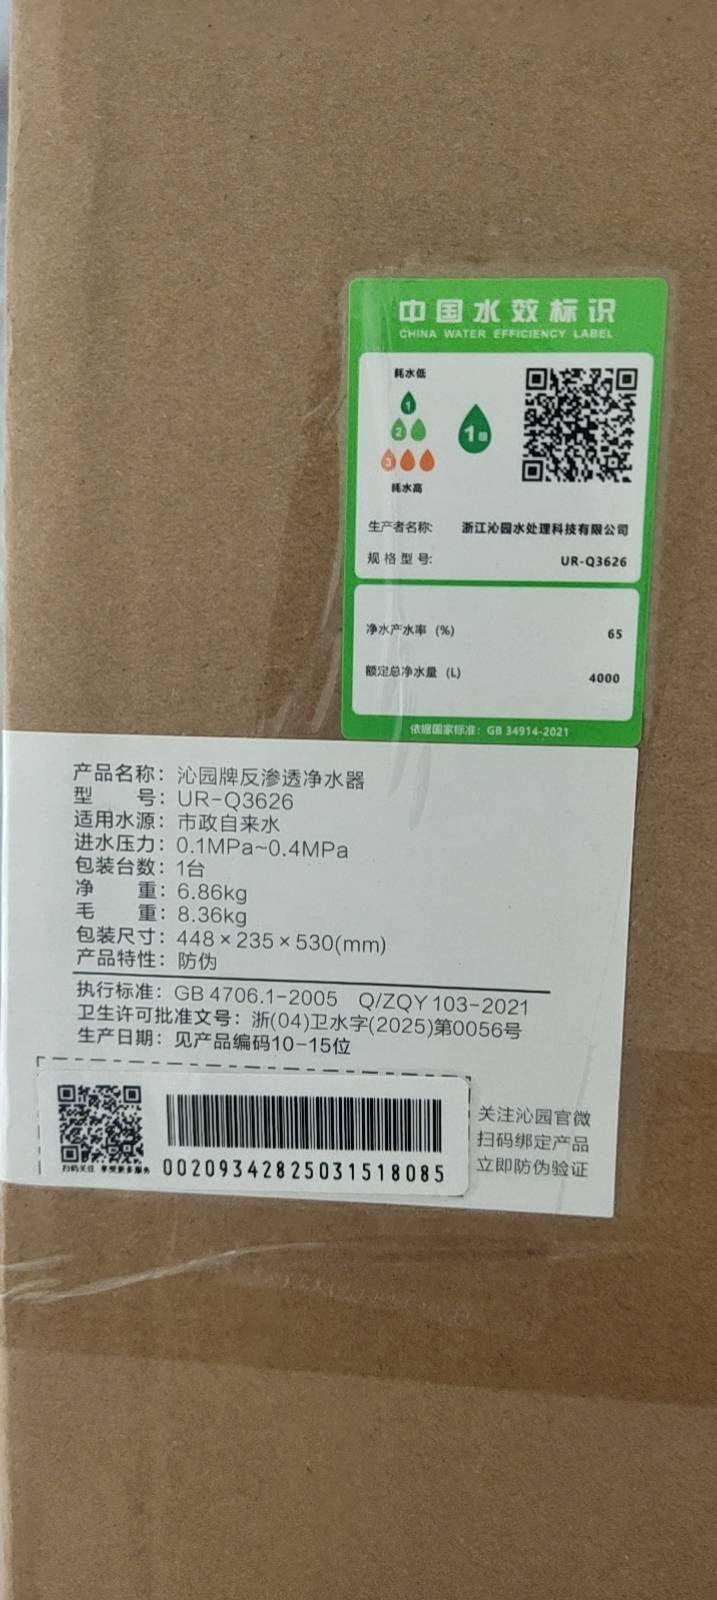 中国水效标识
CHINA WATER EFFICIENCY LABEL
耗水低
1
2
3
耗水高
1级
生产者名称: 浙江沁园水处理科技有限公司
规格型号: UR-Q3626
净水产水率 (%) 65
额定总净水量 (L) 4000
依据国家标准: GB 34914-2021
产品名称: 沁园牌反渗透净水器
型 号: UR-Q3626
适用水源: 市政自来水
进水压力: 0.1MPa~0.4MPa
包装台数: 1台
净 重: 6.86kg
毛 重: 8.36kg
包装尺寸: 448×235×530(mm)
产品特性: 防伪
执行标准: GB 4706.1-2005 Q/ZQY 103-2021
卫生许可批准文号: 浙(04)卫水字(2025)第0056号
生产日期: 见产品编码10-15位
扫码关注 享受更多服务
00209342825031518085
关注沁园官微
扫码绑定产品
立即防伪验证